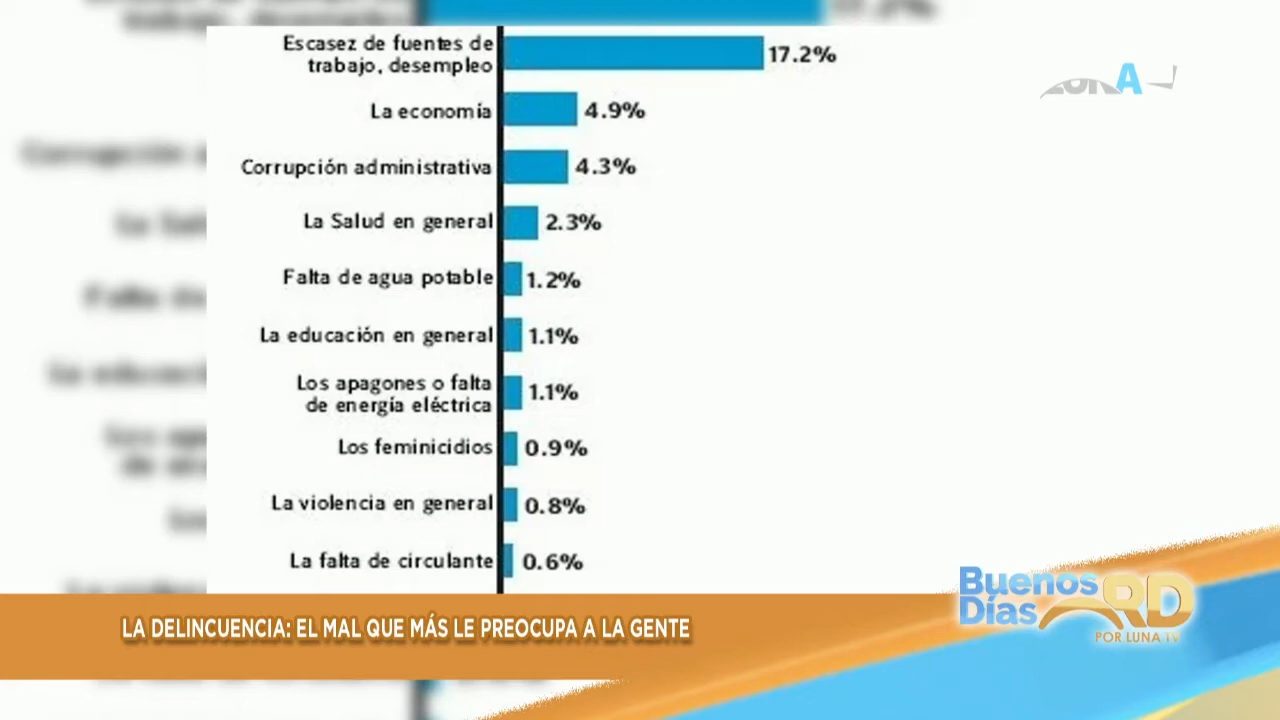 Escasez de fuentes de
trabajo, desempleo
17.2%
La economía
4.9%
Corrupción administrativa
4.3%
La Salud en general
2.3%
Falta de agua potable
1.2%
La educación en general
1.1%
Los apagones o falta
de energía eléctrica
1.1%
Los feminicidios
0.9%
La violencia en general
0.8%
La falta de circulante
0.6%
LA DELINCUENCIA: EL MAL QUE MÁS LE PREOCUPA A LA GENTE
Buenos
Días RD
POR LUNA TV